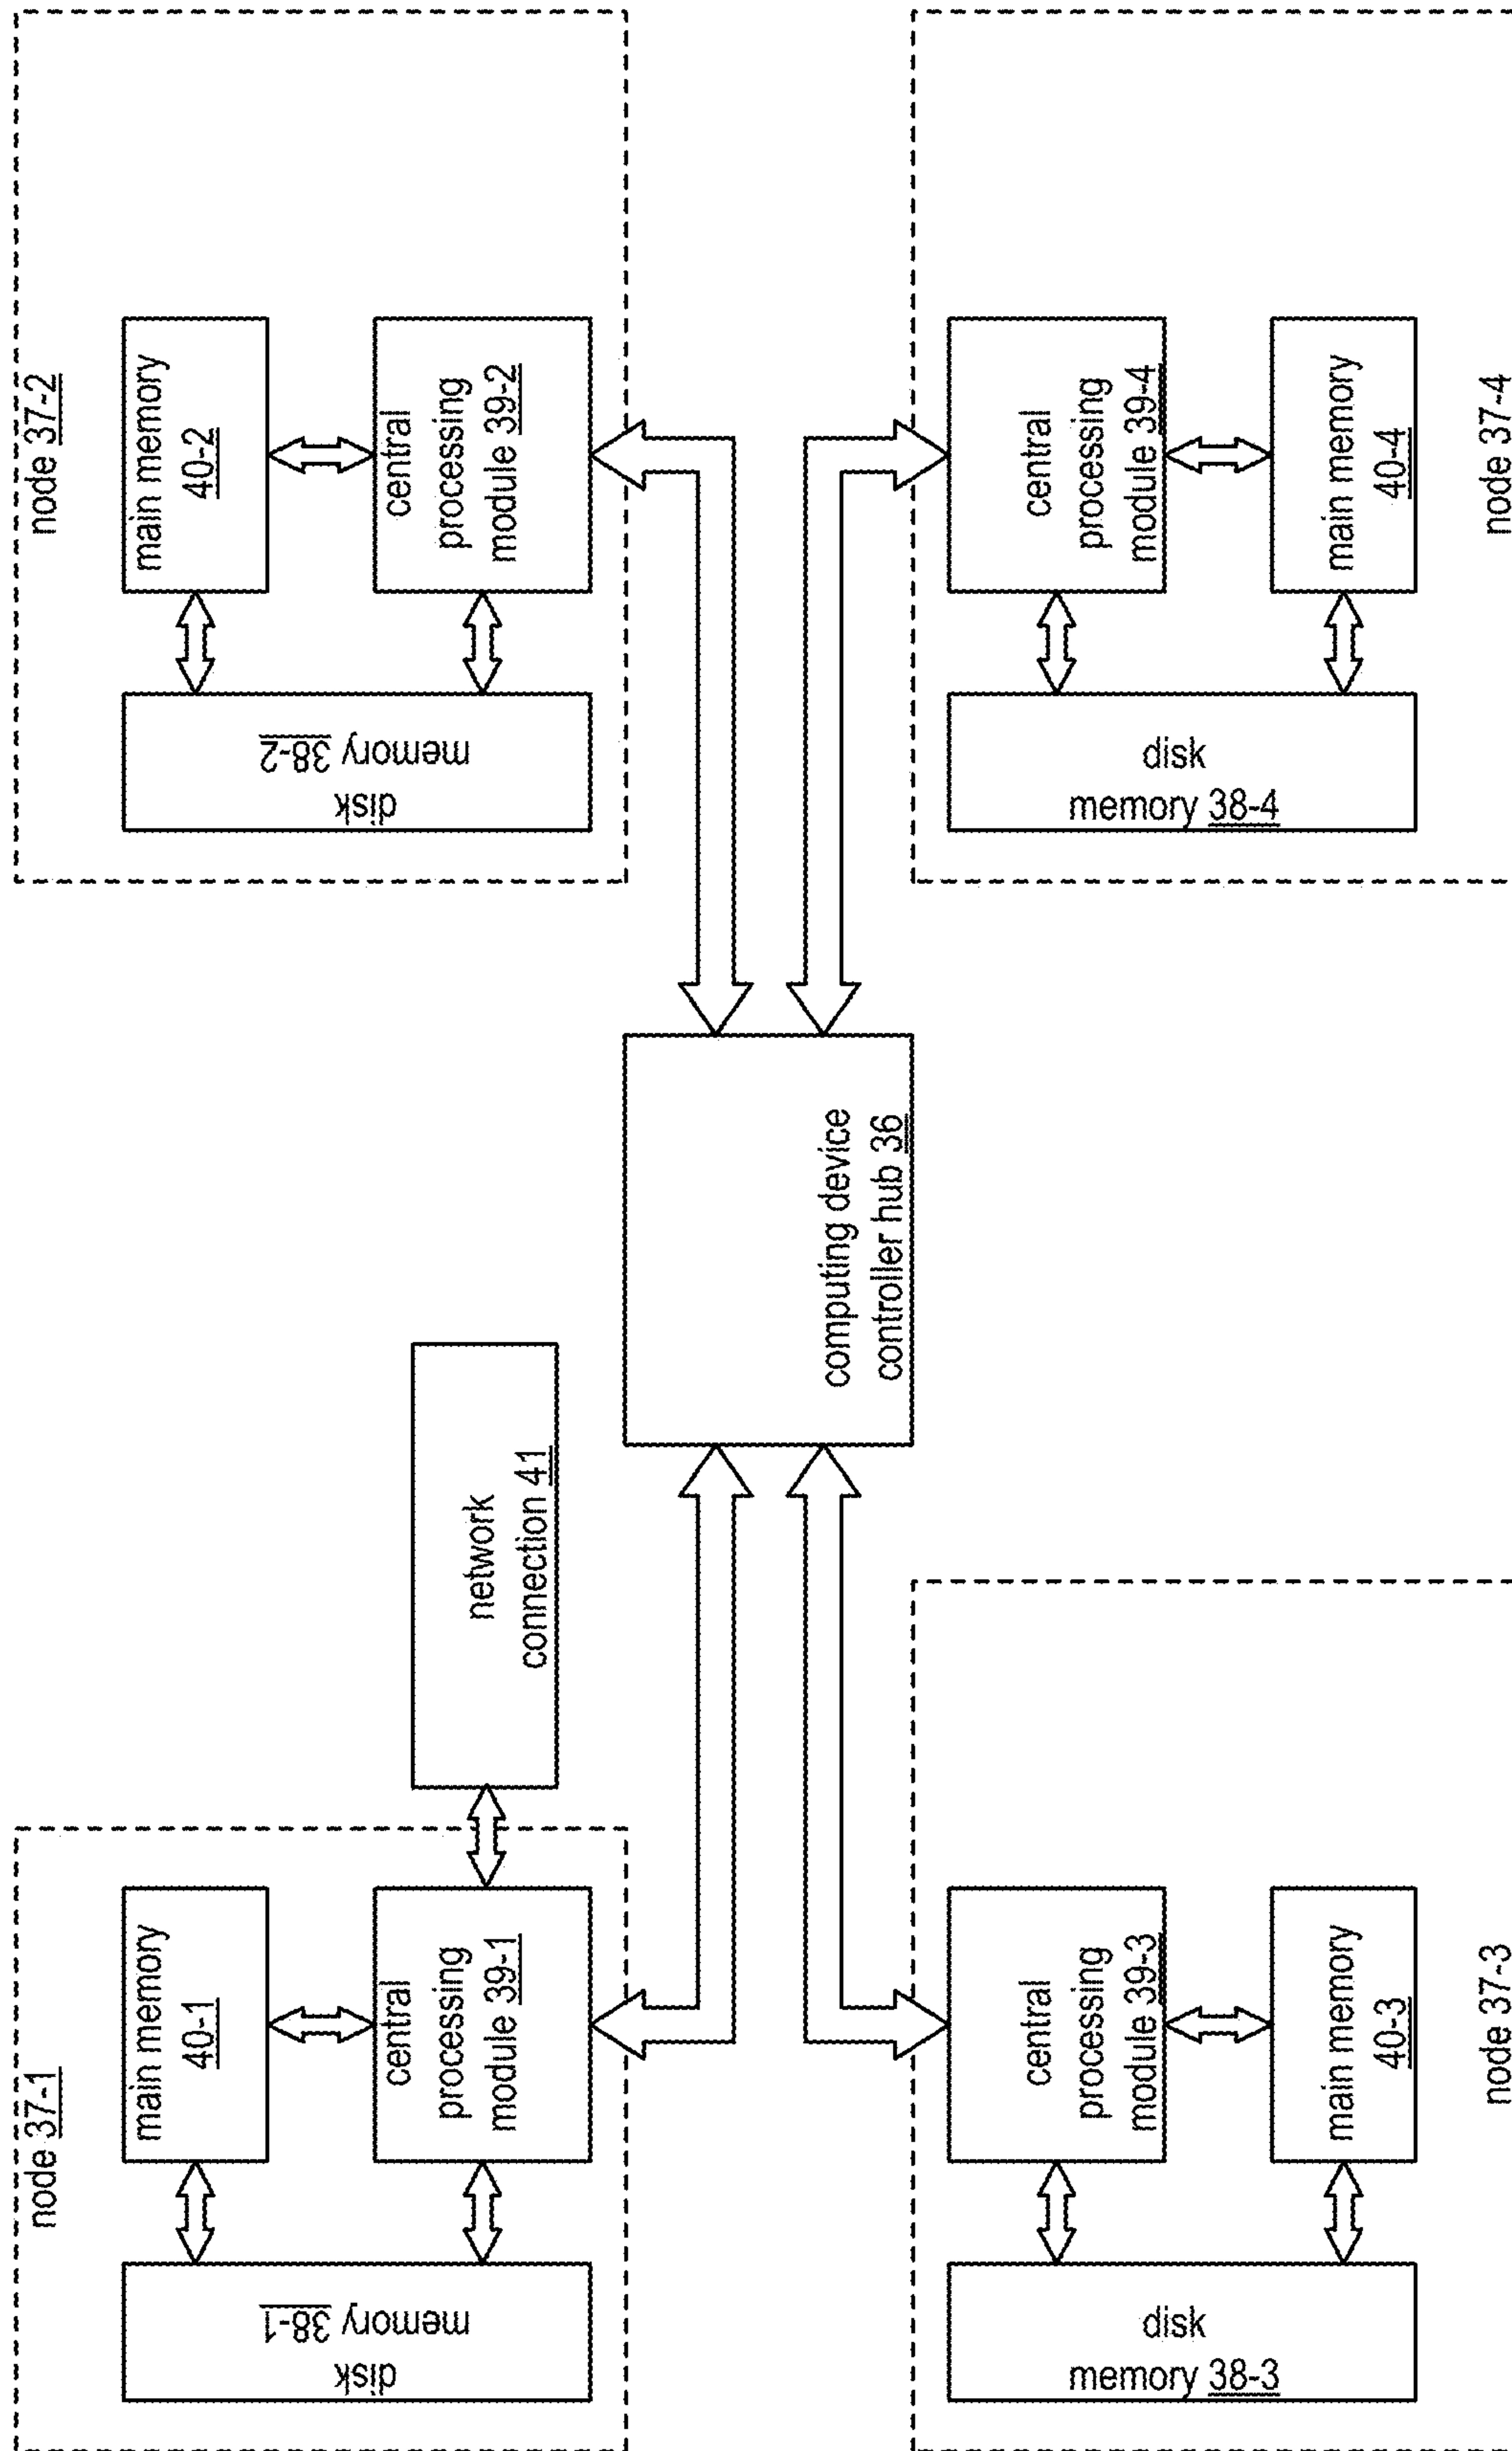 node 37-1
main memory
40-1
central
processing
module 39-1
disk
memory 38-1
network
connection 41
node 37-2
main memory
40-2
central
processing
module 39-2
disk
memory 38-2
computing device
controller hub 36
central
processing
module 39-3
main memory
40-3
disk
memory 38-3
node 37-3
central
processing
module 39-4
main memory
40-4
disk
memory 38-4
node 37-4